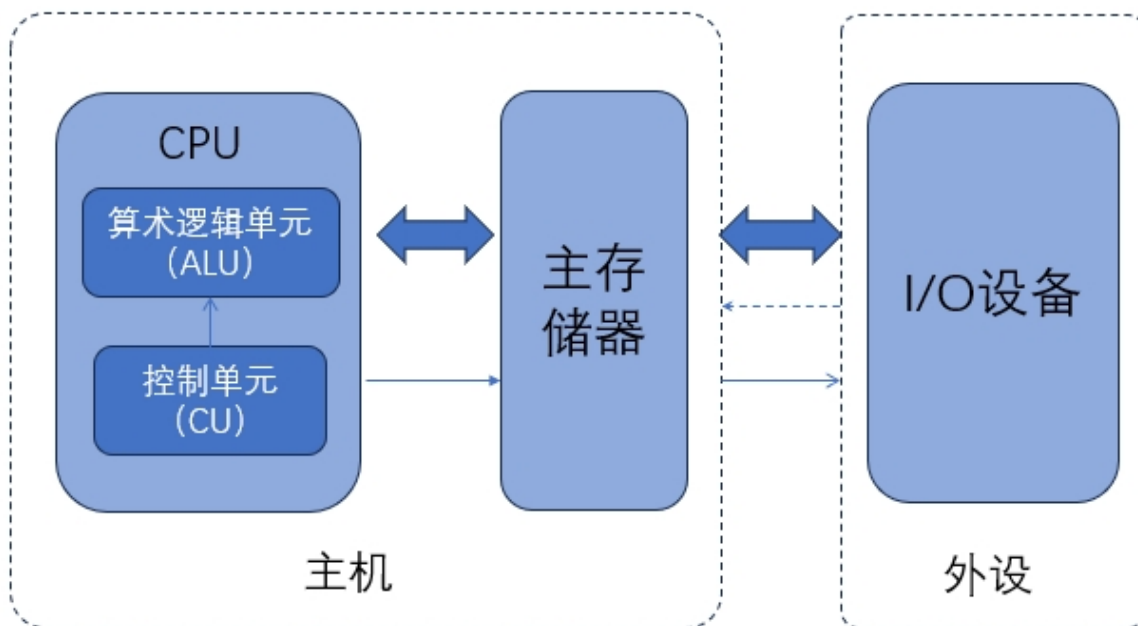 CPU
算术逻辑单元
(ALU)
控制单元
(CU)
主存
储器
I/O设备
主机
外设